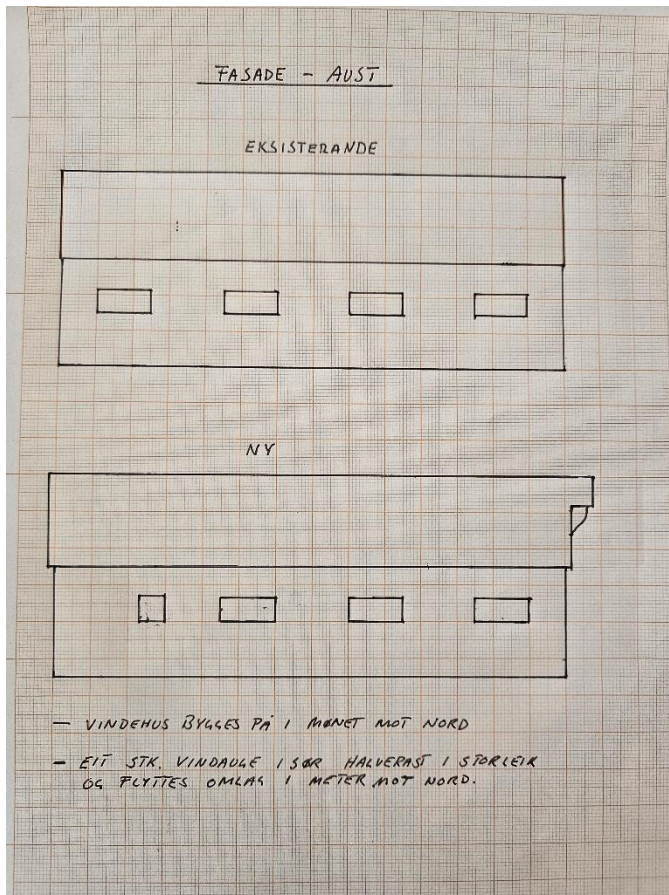 FASADE - AUST
EKSISTERANDE
NY
- VINDEHUS BYGGES PÅ I MØNET MOT NORD
- EIT STK. VINDAUGE I SØR HALVERAST I STORLEIK
OG FLYTTES OMLAG 1 METER MOT NORD.